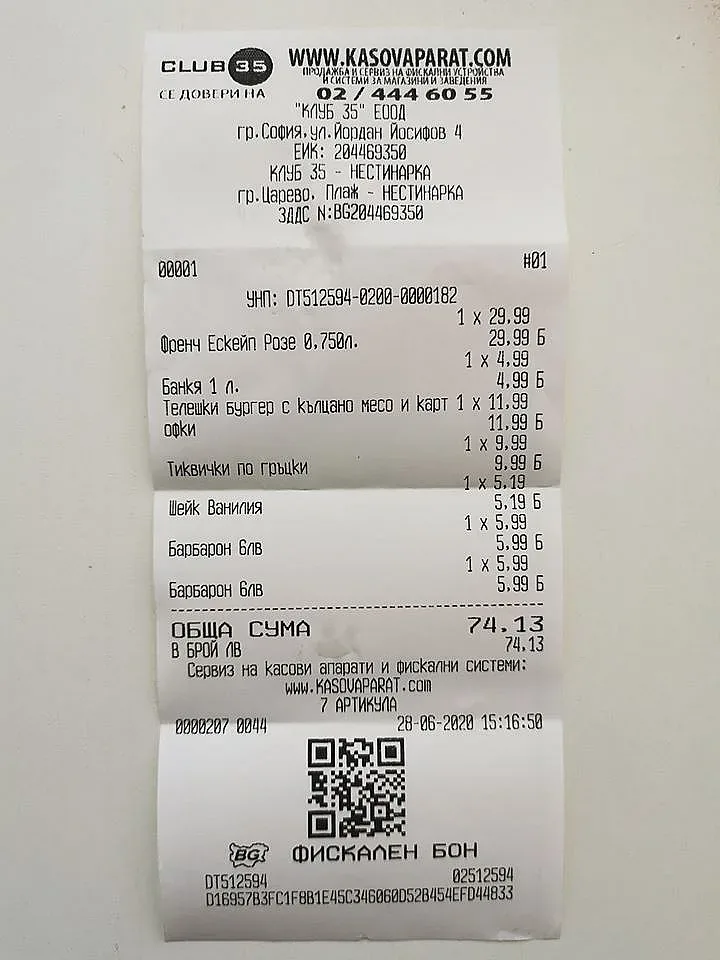 CLUB 35
СЕ ДОВЕРИ НА
WWW.KASOVAPARAT.COM
ПРОДАЖБА И СЕРВИЗ НА ФИСКАЛНИ УСТРОЙСТВА
И СИСТЕМИ ЗА МАГАЗИНИ И ЗАВЕДЕНИЯ
02 / 444 60 55
"КЛУБ 35" ЕООД
гр.София,ул.Йордан Йосифов 4
ЕИК: 204469350
КЛУБ 35 - НЕСТИНАРКА
гр.Царево, Плаж - НЕСТИНАРКА
ЗДДС N:BG204469350
00001 #01
УНП: DT512594-0200-0000182
1 x 29,99
Френч Ескейп Розе 0,750л. 29,99 Б
1 x 4,99
Банкя 1 л. 4,99 Б
Телешки бургер с кълцано месо и карт 1 x 11,99
офки 11,99 Б
1 x 9,99
Тиквички по гръцки 9,99 Б
1 x 5,19
Шейк Ванилия 5,19 Б
1 x 5,99
Барбарон 6лв 5,99 Б
1 x 5,99
Барбарон 6лв 5,99 Б
ОБЩА СУМА 74.13
В БРОЙ ЛВ 74,13
Сервиз на касови апарати и фискални системи:
www.KASOVAPARAT.com
7 АРТИКУЛА
0000207 0044 28-06-2020 15:16:50
BG ФИСКАЛЕН БОН
DT512594 02512594
D16957B3FC1F8B1E45C346060D52B454EFD44833